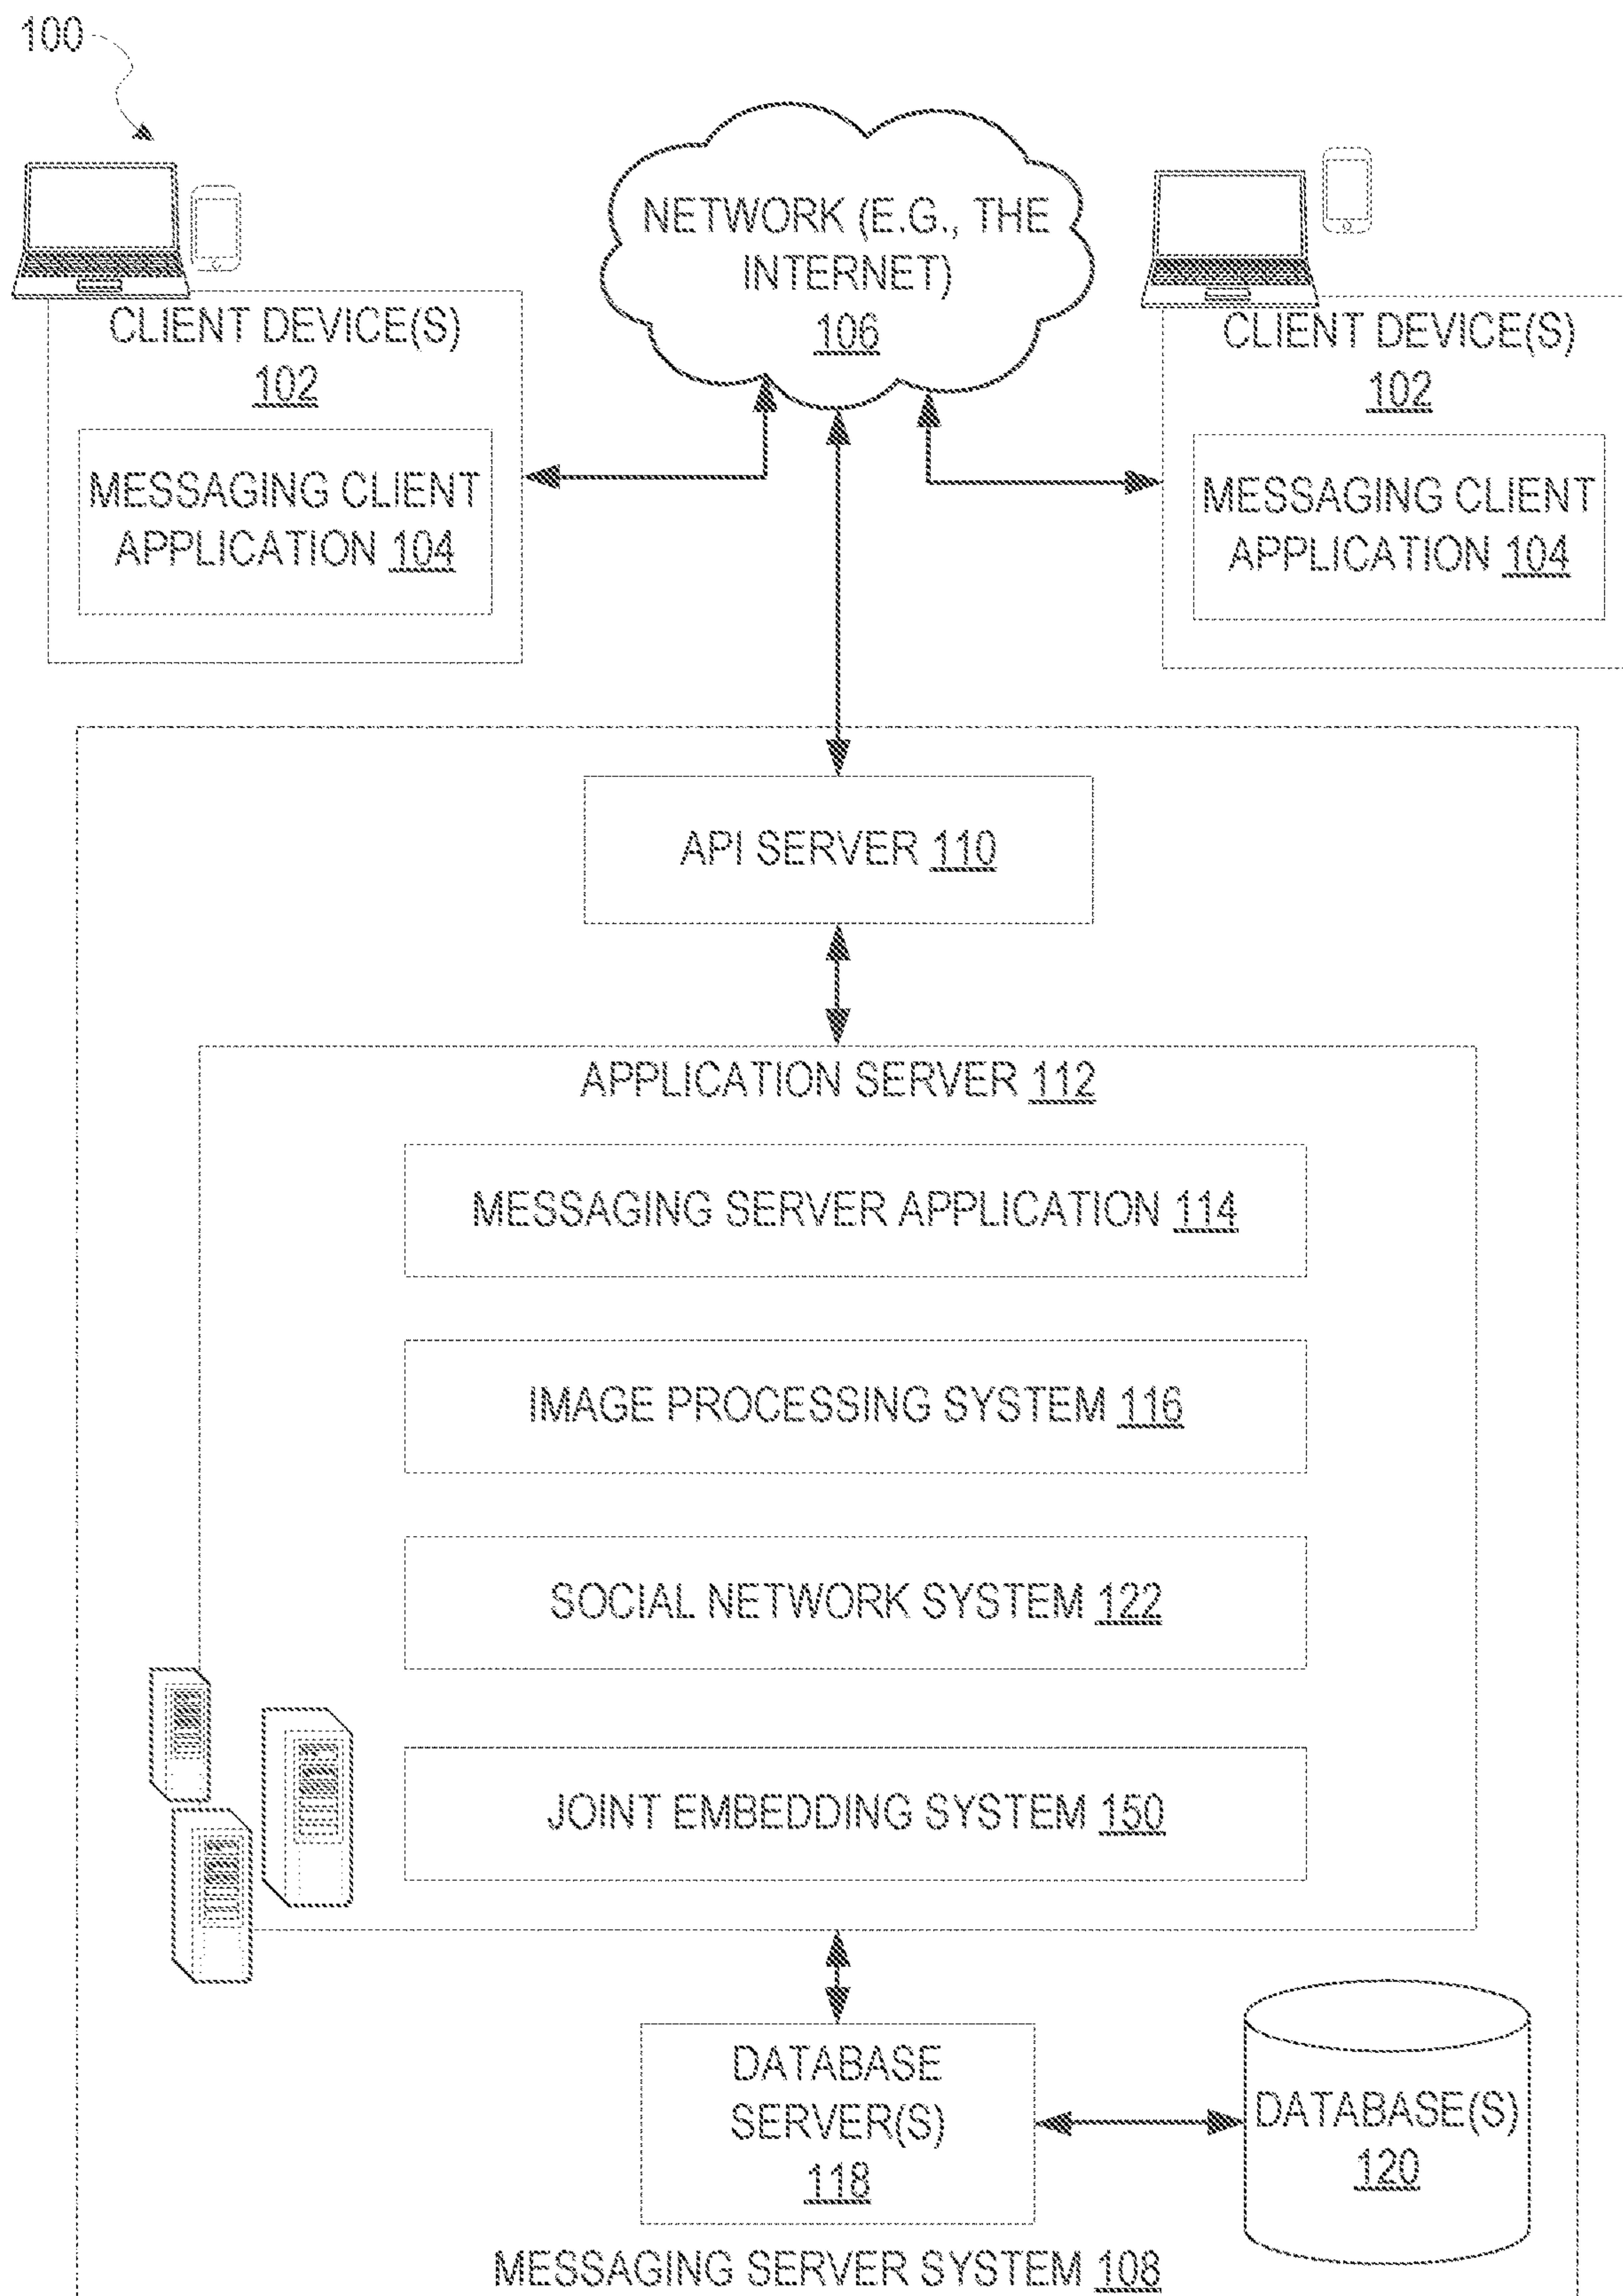 100
NETWORK (E.G., THE
INTERNET)
106
CLIENT DEVICE(S)
102
MESSAGING CLIENT
APPLICATION 104
CLIENT DEVICE(S)
102
MESSAGING CLIENT
APPLICATION 104
API SERVER 110
APPLICATION SERVER 112
MESSAGING SERVER APPLICATION 114
IMAGE PROCESSING SYSTEM 116
SOCIAL NETWORK SYSTEM 122
JOINT EMBEDDING SYSTEM 150
DATABASE
SERVER(S)
118
DATABASE(S)
120
MESSAGING SERVER SYSTEM 108